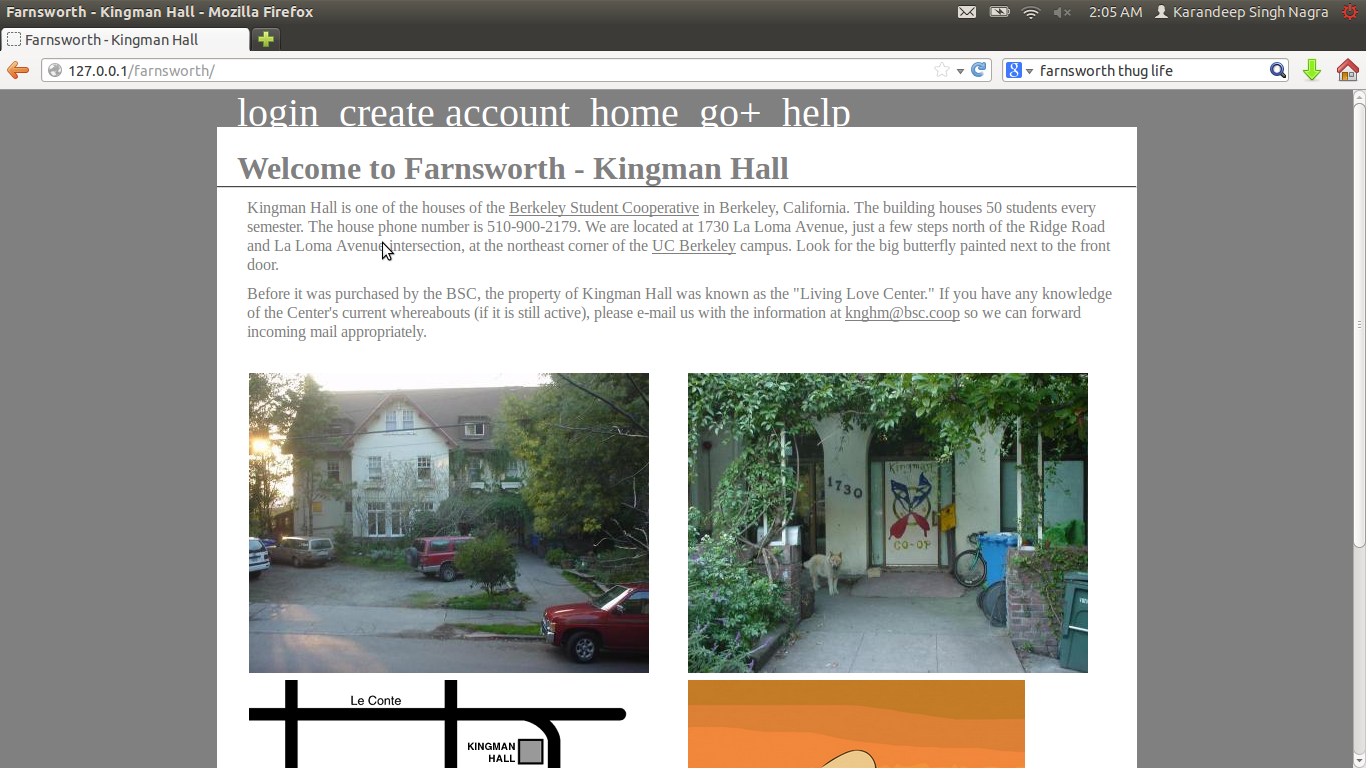 Farnsworth - Kingman Hall - Mozilla Firefox
2:05 AM Karandeep Singh Nagra
Farnsworth - Kingman Hall
127.0.0.1/farnsworth/
8 farnsworth thug life
login create account home go+ help
Welcome to Farnsworth - Kingman Hall
Kingman Hall is one of the houses of the Berkeley Student Cooperative in Berkeley, California. The building houses 50 students every
semester. The house phone number is 510-900-2179. We are located at 1730 La Loma Avenue, just a few steps north of the Ridge Road
and La Loma Avenue intersection, at the northeast corner of the UC Berkeley campus. Look for the big butterfly painted next to the front
door.
Before it was purchased by the BSC, the property of Kingman Hall was known as the "Living Love Center." If you have any knowledge
of the Center's current whereabouts (if it is still active), please e-mail us with the information at knghm@bsc.coop so we can forward
incoming mail appropriately.
Kingman
1730
CO-OP
Le Conte
KINGMAN
HALL